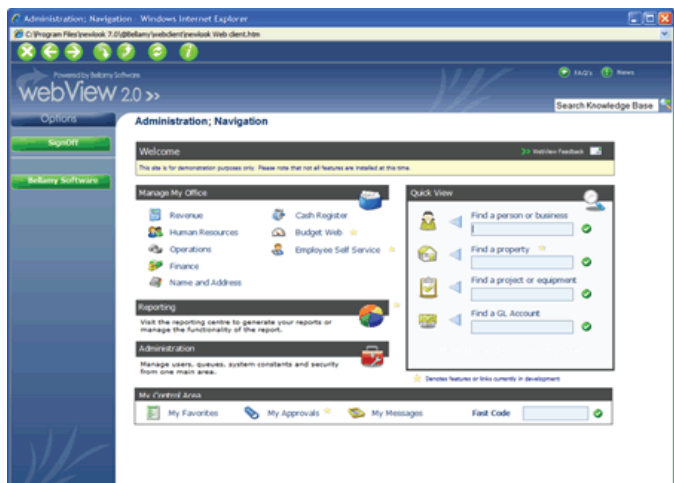 Administration; Navigation - Windows Internet Explorer
C:\Program Files\newlook 7.0\@Bellamy\webclient\newlook Web client.htm
Powered by Bellamy Software
webView 2.0 >>
FAQ's
News
Search Knowledge Base
Options
SignOff
Bellamy Software
Administration; Navigation
Welcome
>> WebView Feedback
This site is for demonstration purposes only. Please note that not all features are installed at this time.
Manage My Office
Revenue
Cash Register
Human Resources
Budget Web
Operations
Employee Self Service
Finance
Name and Address
Quick View
Find a person or business
Find a property
Find a project or equipment
Find a GL Account
Reporting
Visit the reporting centre to generate your reports or
manage the functionality of the report.
Administration
Manage users, queues, system constants and security
from one main area.
Denotes features or links currently in development
My Control Area
My Favorites
My Approvals
My Messages
Fast Code